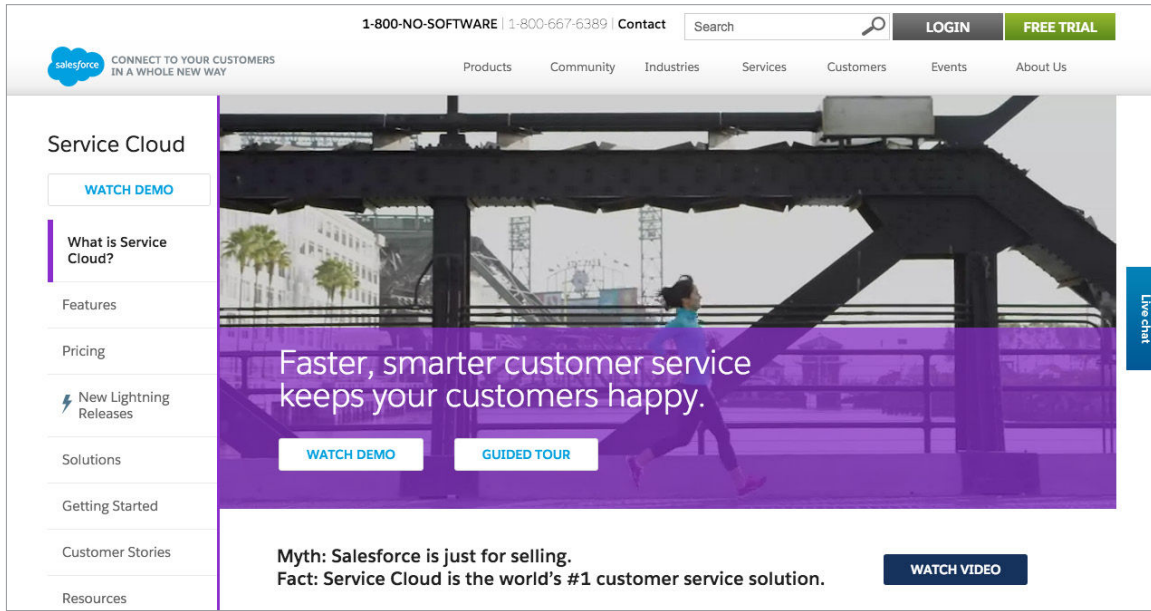 1-800-NO-SOFTWARE | 1-800-667-6389 | Contact
Search
LOGIN
FREE TRIAL
salesforce
CONNECT TO YOUR CUSTOMERS
IN A WHOLE NEW WAY
Products
Community
Industries
Services
Customers
Events
About Us
Service Cloud
WATCH DEMO
What is Service
Cloud?
Features
Pricing
New Lightning
Releases
Solutions
Getting Started
Customer Stories
Resources
Faster, smarter customer service
keeps your customers happy.
WATCH DEMO
GUIDED TOUR
Live chat
Myth: Salesforce is just for selling.
Fact: Service Cloud is the world's #1 customer service solution.
WATCH VIDEO